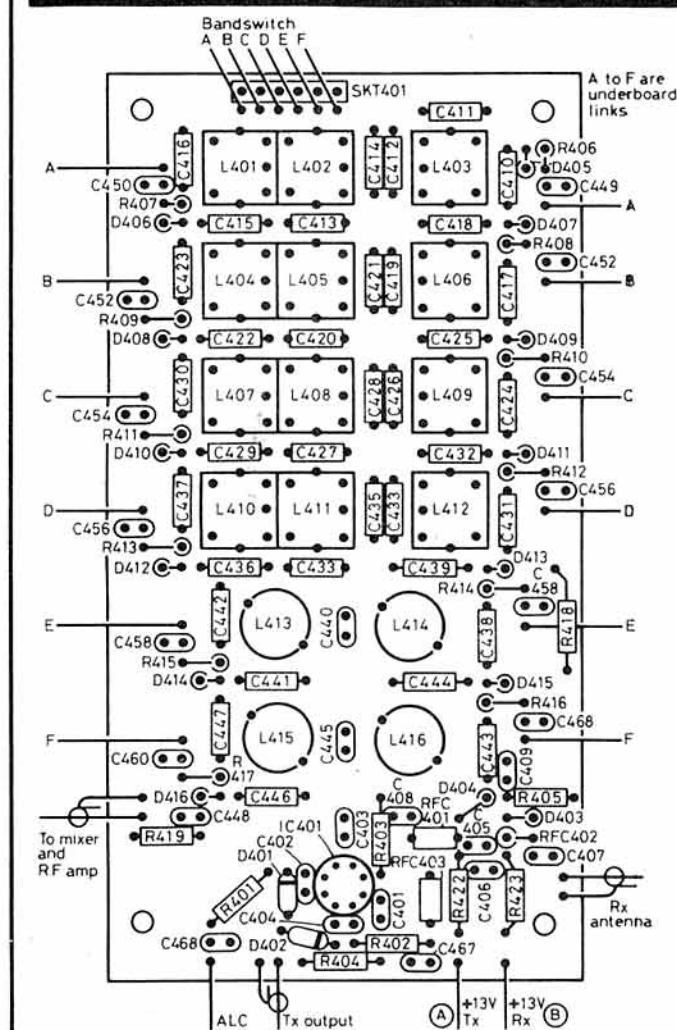 Bandswitch
A B C D E F
SKT401
A to F are
underboard
links
C411
C416
L401
L402
C414
C412
L403
C410
R406
D405
A
C450
C449
R407
A
D406
C415
C413
C418
D407
R408
C423
L404
L405
C421
C419
L406
C417
C452
B
B
C452
R409
D408
C422
C420
C425
D409
R410
C430
L407
L408
C428
C426
L409
C424
C454
C
C
C454
R411
D410
C429
C427
C432
D411
R412
C437
L410
L411
C435
C433
L412
C431
C456
D
D
C456
R413
D412
C436
C433
C439
D413
R414
C
458
C442
L413
C440
L414
C438
R418
E
E
C458
R415
D414
C441
C444
D415
R416
C447
L415
C445
L416
C443
C468
F
F
C460
R
417
C409
D416
C446
D404
R405
C448
C403
R403
C
408
RFC
401
C
405
D403
To mixer
and
RF amp
R419
IC401
C402
D401
RFC403
RFC402
C407
R401
C404
C401
R422
C406
R423
Rx
antenna
C468
D402
R402
R404
C467
ALC
Tx output
A
+13V
Tx
+13V
Rx
B